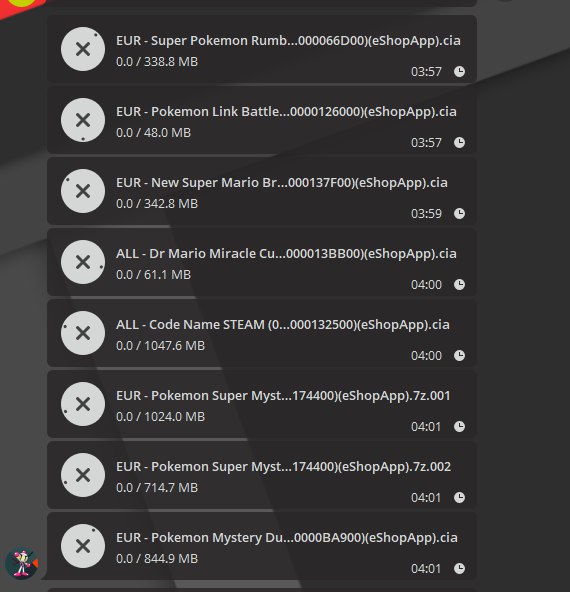 EUR - Super Pokemon Rumb...000066D00)(eShopApp).cia
0.0 / 338.8 MB
03:57
EUR - Pokemon Link Battle...0000126000)(eShopApp).cia
0.0 / 48.0 MB
03:57
EUR - New Super Mario Br...000137F00)(eShopApp).cia
0.0 / 342.8 MB
03:59
ALL - Dr Mario Miracle Cu...000013BB00)(eShopApp).cia
0.0 / 61.1 MB
04:00
ALL - Code Name STEAM (0...000132500)(eShopApp).cia
0.0 / 1047.6 MB
04:00
EUR - Pokemon Super Myst...174400)(eShopApp).7z.001
0.0 / 1024.0 MB
04:01
EUR - Pokemon Super Myst...174400)(eShopApp).7z.002
0.0 / 714.7 MB
04:01
EUR - Pokemon Mystery Du...0000BA900)(eShopApp).cia
0.0 / 844.9 MB
04:01